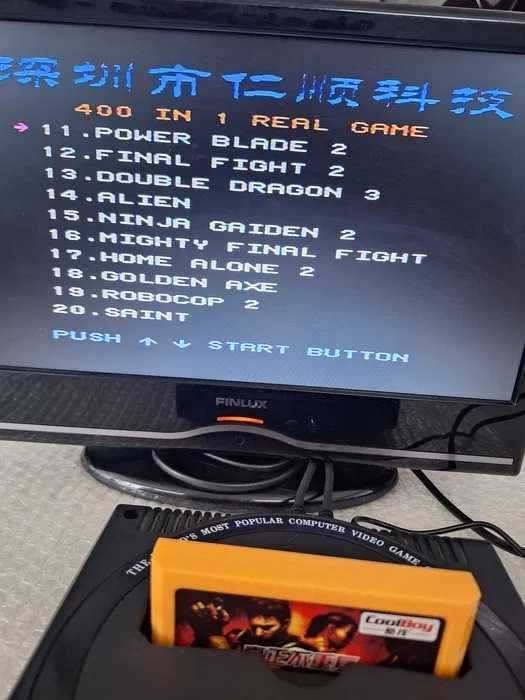 深圳市仁顺科技
400 IN 1 REAL GAME
11.POWER BLADE 2
12.FINAL FIGHT 2
13.DOUBLE DRAGON 3
14.ALIEN
15.NINJA GAIDEN 2
16.MIGHTY FINAL FIGHT
17.HOME ALONE 2
18.GOLDEN AXE
19.ROBOCOP 2
20.SAINT
PUSH ↑ ↓ START BUTTON
FINLUX
THE MOST POPULAR COMPUTER VIDEO GAME
CoolBoy